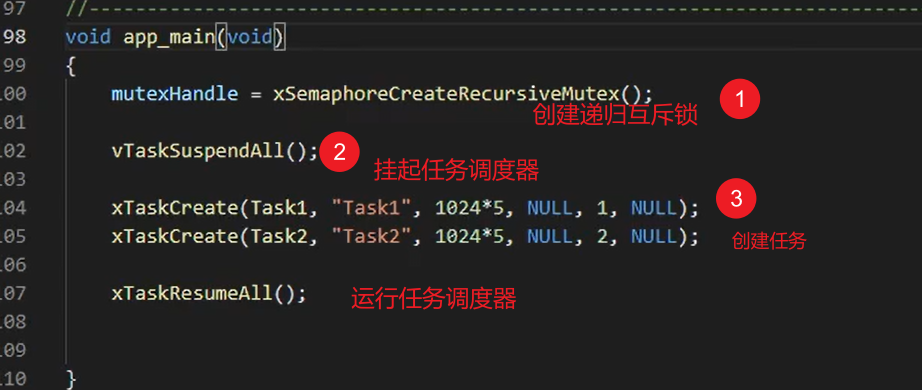 97 //--------------------------------------------------------------------------------
98 void app_main(void)
99 {
100 mutexHandle = xSemaphoreCreateRecursiveMutex(); 1
创建递归互斥锁
101
102 vTaskSuspendAll(); 2
挂起任务调度器
103
3
104 xTaskCreate(Task1, "Task1", 1024*5, NULL, 1, NULL);
105 xTaskCreate(Task2, "Task2", 1024*5, NULL, 2, NULL); 创建任务
106
107 xTaskResumeAll(); 运行任务调度器
108
109
110 }